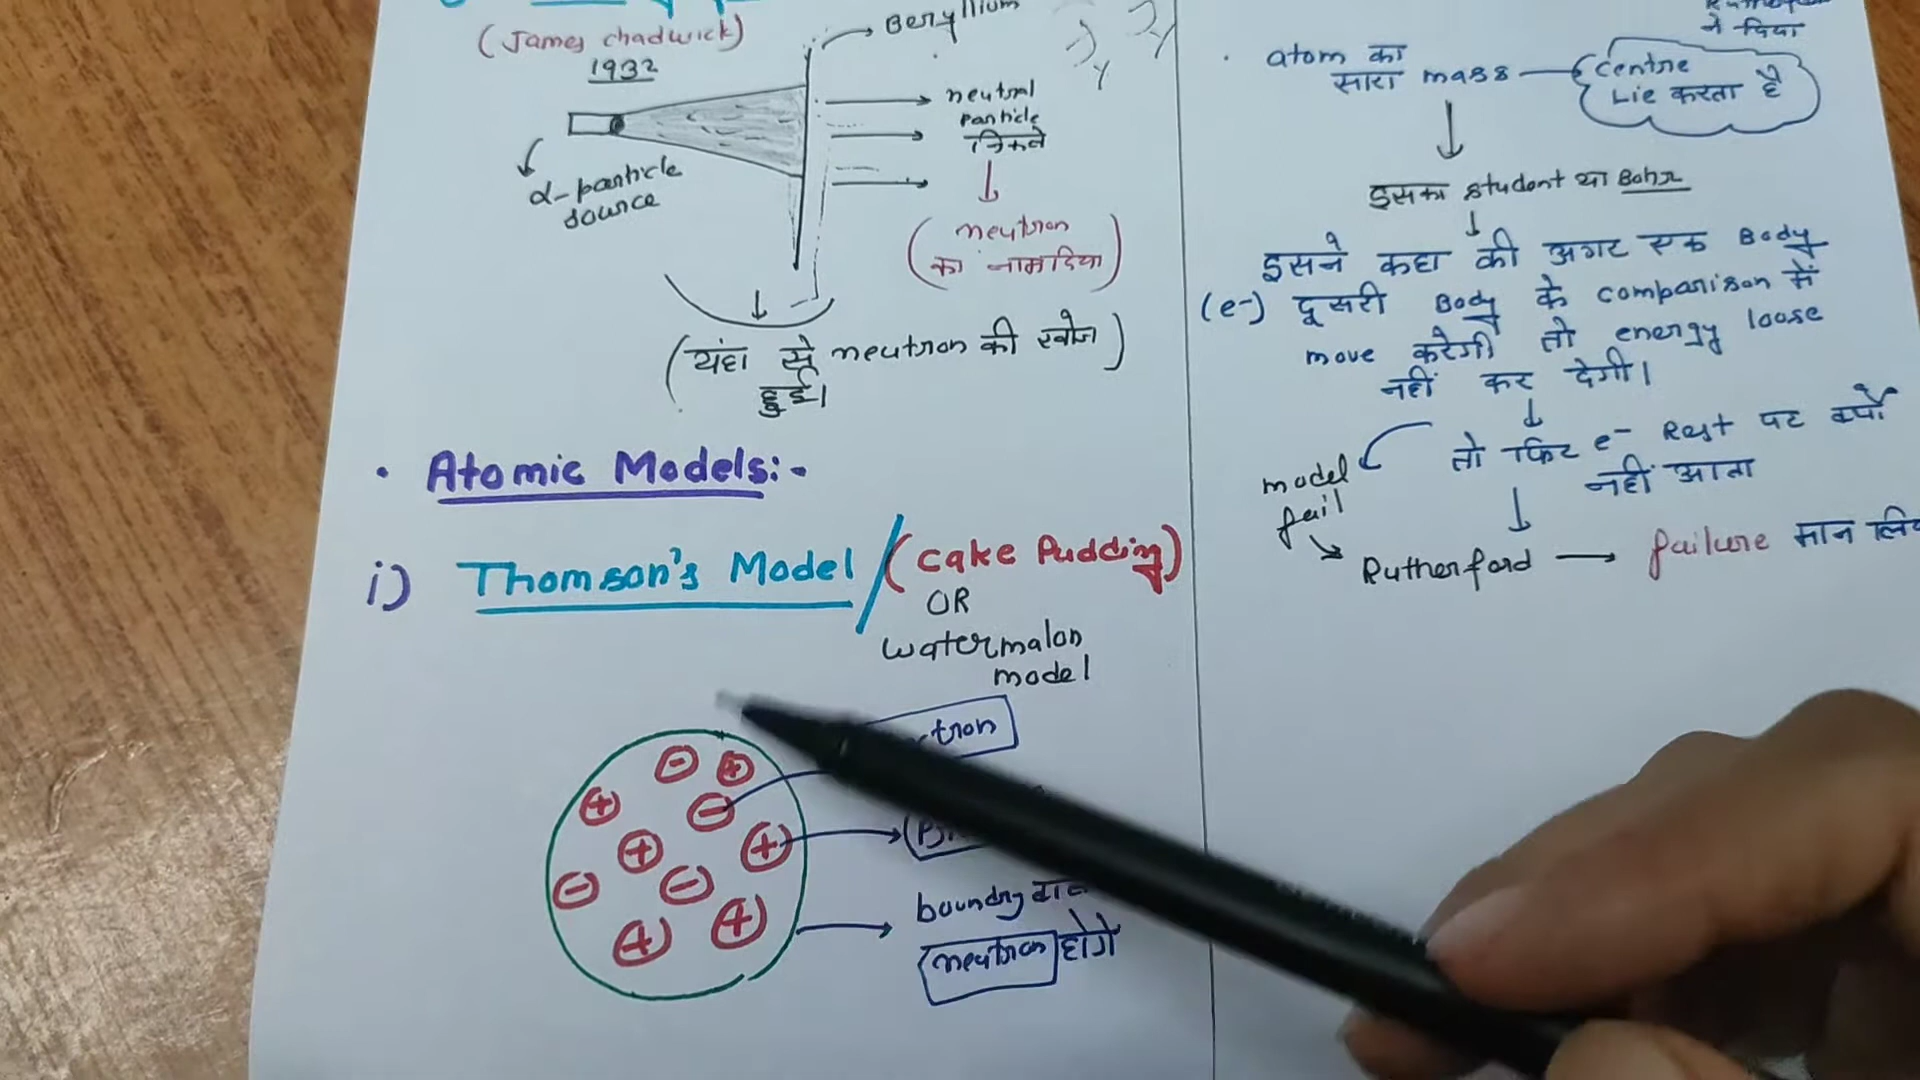 (James chadwick)
1932
Beryllium
neutral
particle
निकले
α-particle
source
(neutron
का नाम दिया)
(यंहा से neutron की खोज)
हुई।
• Atomic Models:-
i) Thomson's Model / (cake Pudding)
OR
watermalon
model
boundry
neutron होंगे
ने दिया
• atom का
सारा mass — centre
Lie करता है
इसका student था Bohr
इसने कहा की अगर एक Body
(e-) दूसरी Body के comparison में
move करेगी तो energy loose
नहीं कर देगी।
तो फिर e- Rest पर क्यों
नहीं आता
model
fail
Rutherford → failure मान